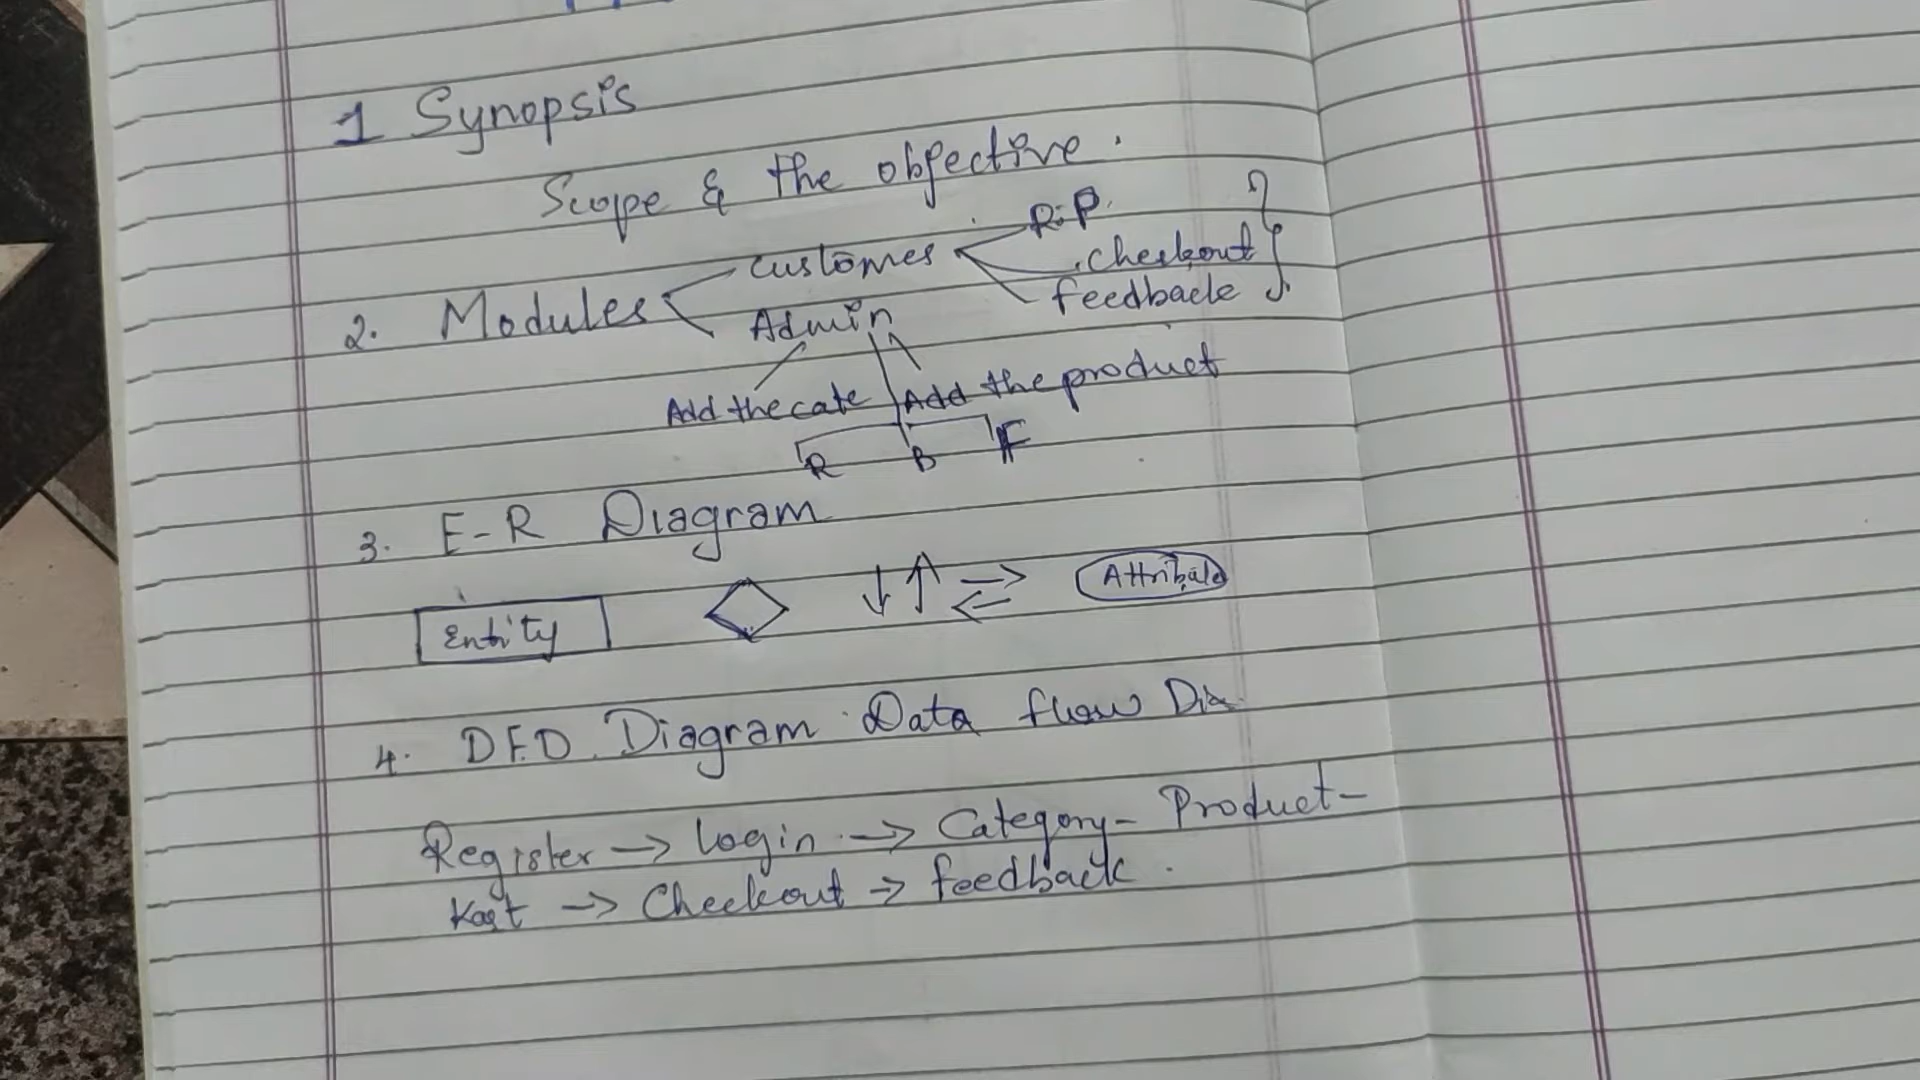 1 Synopsis
Scope & the objective.
R.P.
2. Modules
Customer
Checkout
feedback
Admin
Add the cate
Add the product
R B F
3. E-R Diagram
Entity
Attribute
4. D.F.D. Diagram Data flow Dia.
Register → Login → Category - Product -
Kart → Checkout → feedback.